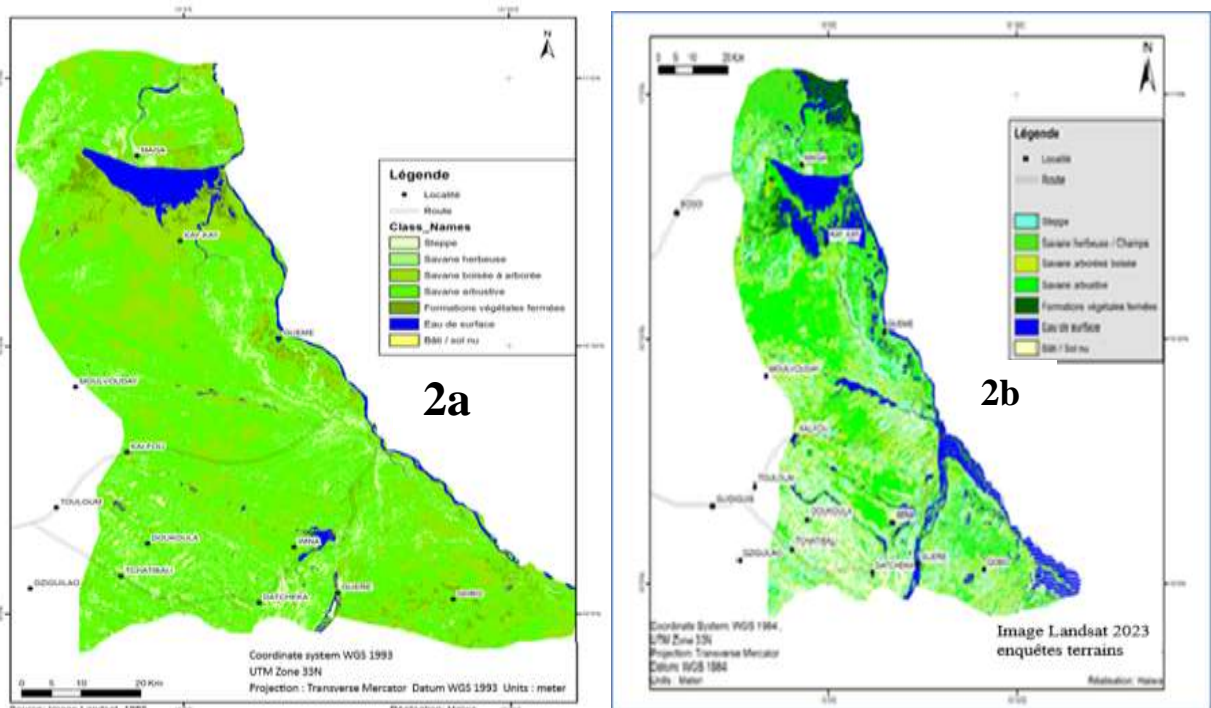 N
MAGA
KAY KAY
GUEME
MOULVOUDAY
KALFOU
TOULOUM
DOUKOULA
TCHATIBALI
DZIGUILAO
DATCHEKA
GUERE
GOBO
Légende
Localité
Route
Class_Names
Steppe
Savane herbeuse
Savane boisée à arborée
Savane arbustive
Formations végétales fermées
Eau de surface
Bâti / sol nu
2a
Coordinate system WGS 1993
UTM Zone 33N
Projection : Transverse Mercator Datum WGS 1993 Units : meter
0 5 10 20 Km
0 5 10 20 Km
N
MAGA
KAY KAY
GUEME
MOULVOUDAY
KALFOU
TOULOUM
DOUKOULA
TCHATIBALI
DZIGUILAO
DATCHEKA
GUERE
GOBO
Légende
Localité
Route
Steppe
Savane herbeuse / Champs
Savane arborées boisée
Savane arbustive
Formations végétales fermées
Eau de surface
Bâti / Sol nu
2b
Coordinate System: WGS 1984,
UTM Zone 33N
Projection: Transverse Mercator
Datum: WGS 1984
Units : Meter
Image Landsat 2023
enquêtes terrains